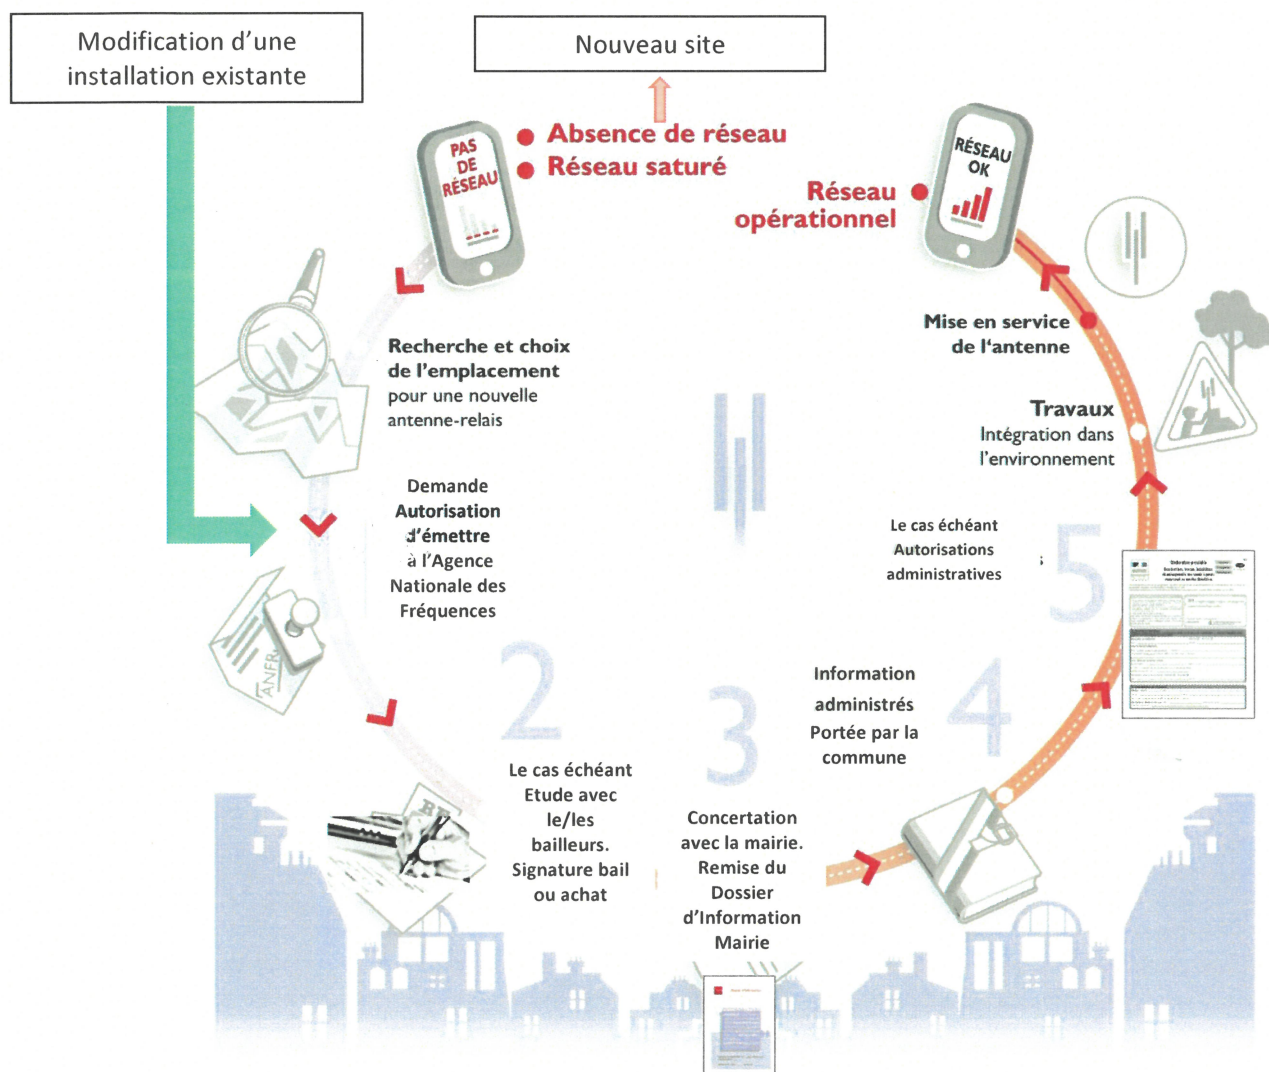 Modification d’une
installation existante
Nouveau site
PAS
DE
RÉSEAU
Absence de réseau
Réseau saturé
RÉSEAU
OK
Réseau
opérationnel
Mise en service
de l‘antenne
Recherche et choix
de l’emplacement
pour une nouvelle
antenne-relais
Travaux
Intégration dans
l’environnement
Demande
Autorisation
d’émettre
à l’Agence
Nationale des
Fréquences
ANFR
Le cas échéant
Autorisations
administratives
5
2
Le cas échéant
Etude avec
le/les
bailleurs.
Signature bail
ou achat
3
Concertation
avec la mairie.
Remise du
Dossier
d’Information
Mairie
4
Information
administrés
Portée par la
commune